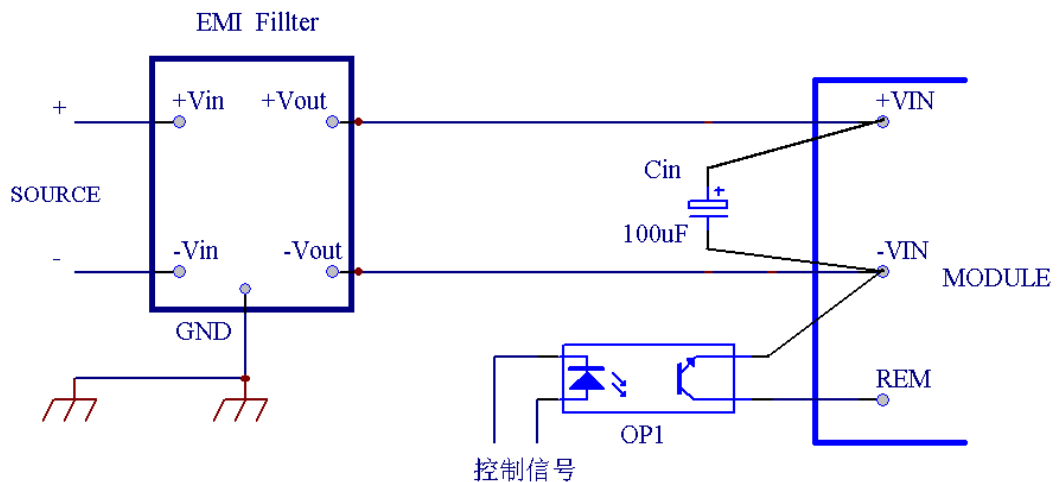 EMI Fillter
+ +Vin +Vout +VIN
Cin
+
SOURCE
100uF
- -Vin -Vout -VIN
MODULE
GND
REM
OP1
控制信号